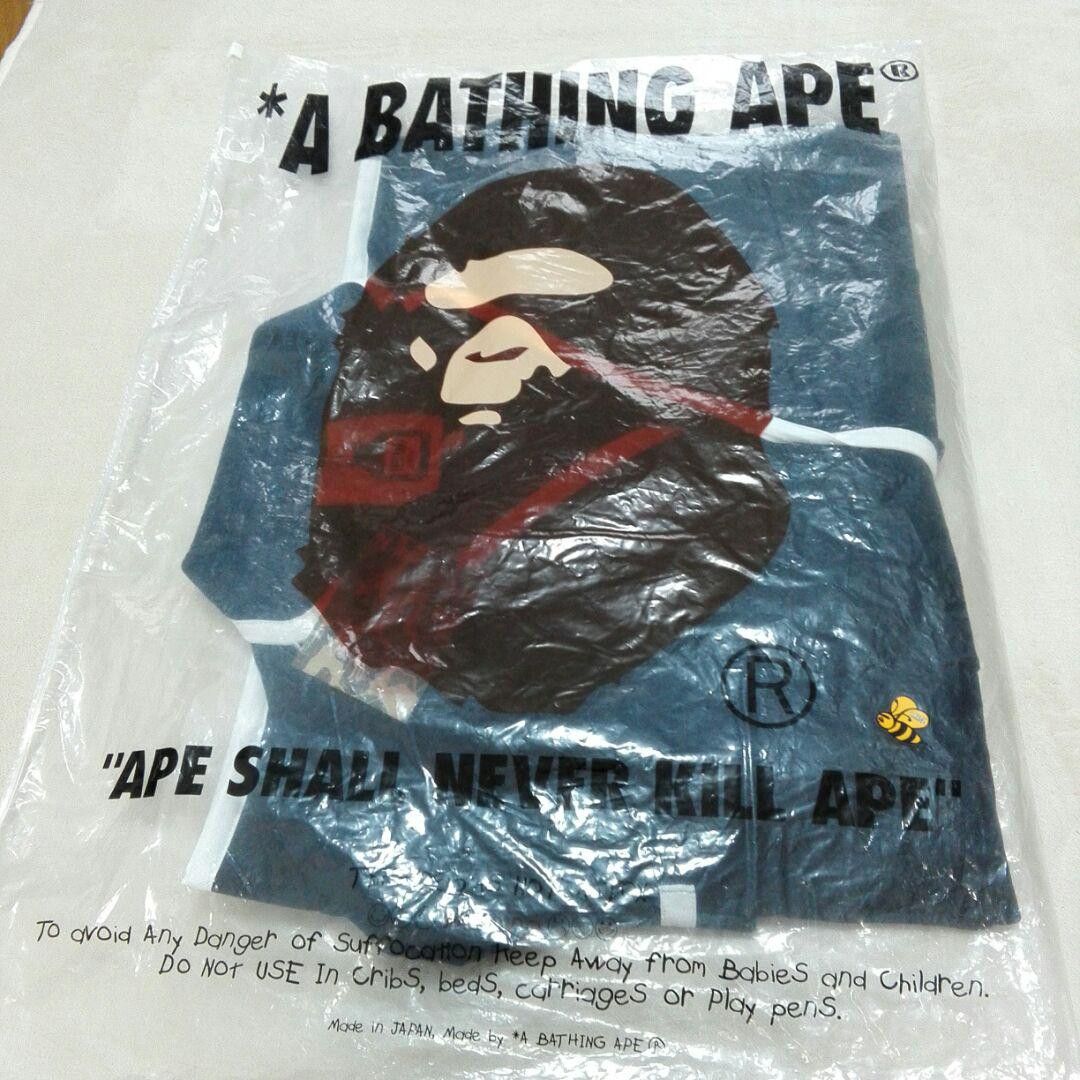 *A BATHING APE®
®
"APE SHALL NEVER KILL APE"
To avoid Any Danger of Suffocation Keep Away from Babies and Children.
Do Not USE In Cribs, beds, carriages or Play pens.
Made in JAPAN, Made by *A BATHING APE®